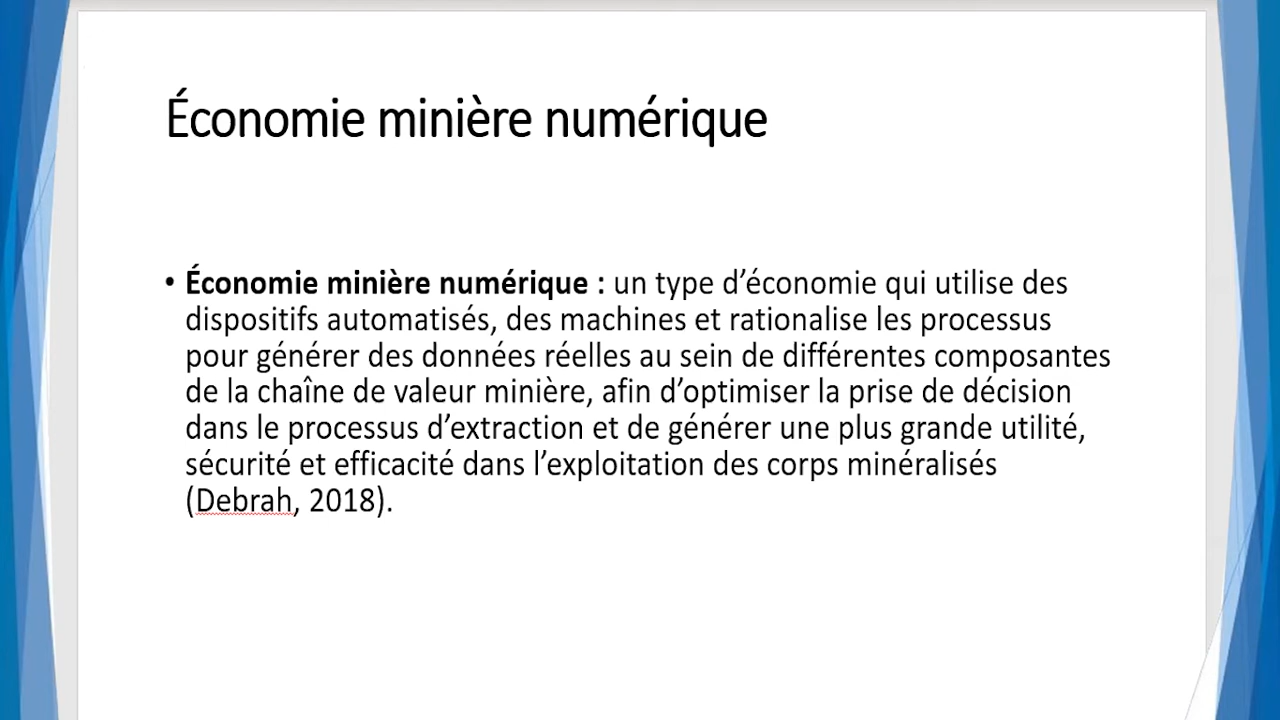 Économie minière numérique
• Économie minière numérique : un type d’économie qui utilise des
dispositifs automatisés, des machines et rationalise les processus
pour générer des données réelles au sein de différentes composantes
de la chaîne de valeur minière, afin d’optimiser la prise de décision
dans le processus d’extraction et de générer une plus grande utilité,
sécurité et efficacité dans l’exploitation des corps minéralisés
(Debrah, 2018).